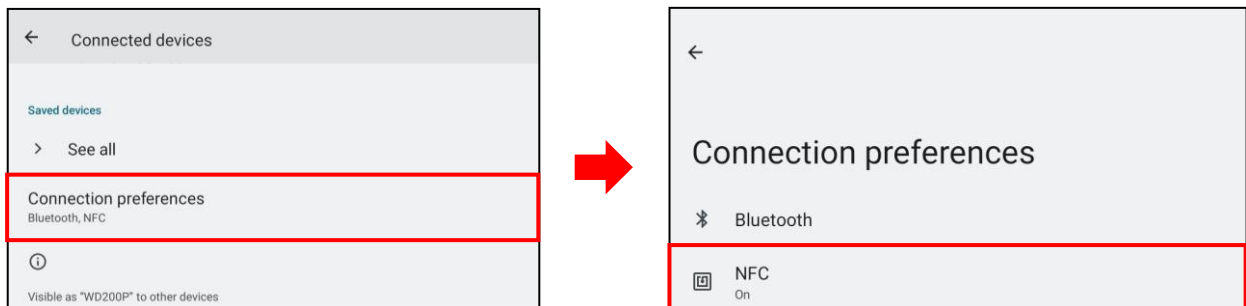 Connected devices
Saved devices
See all
Connection preferences
Bluetooth, NFC
Visible as "WD200P" to other devices
Connection preferences
Bluetooth
NFC
On